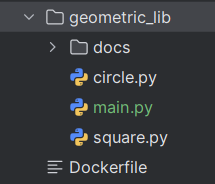 geometric_lib
docs
circle.py
main.py
square.py
Dockerfile